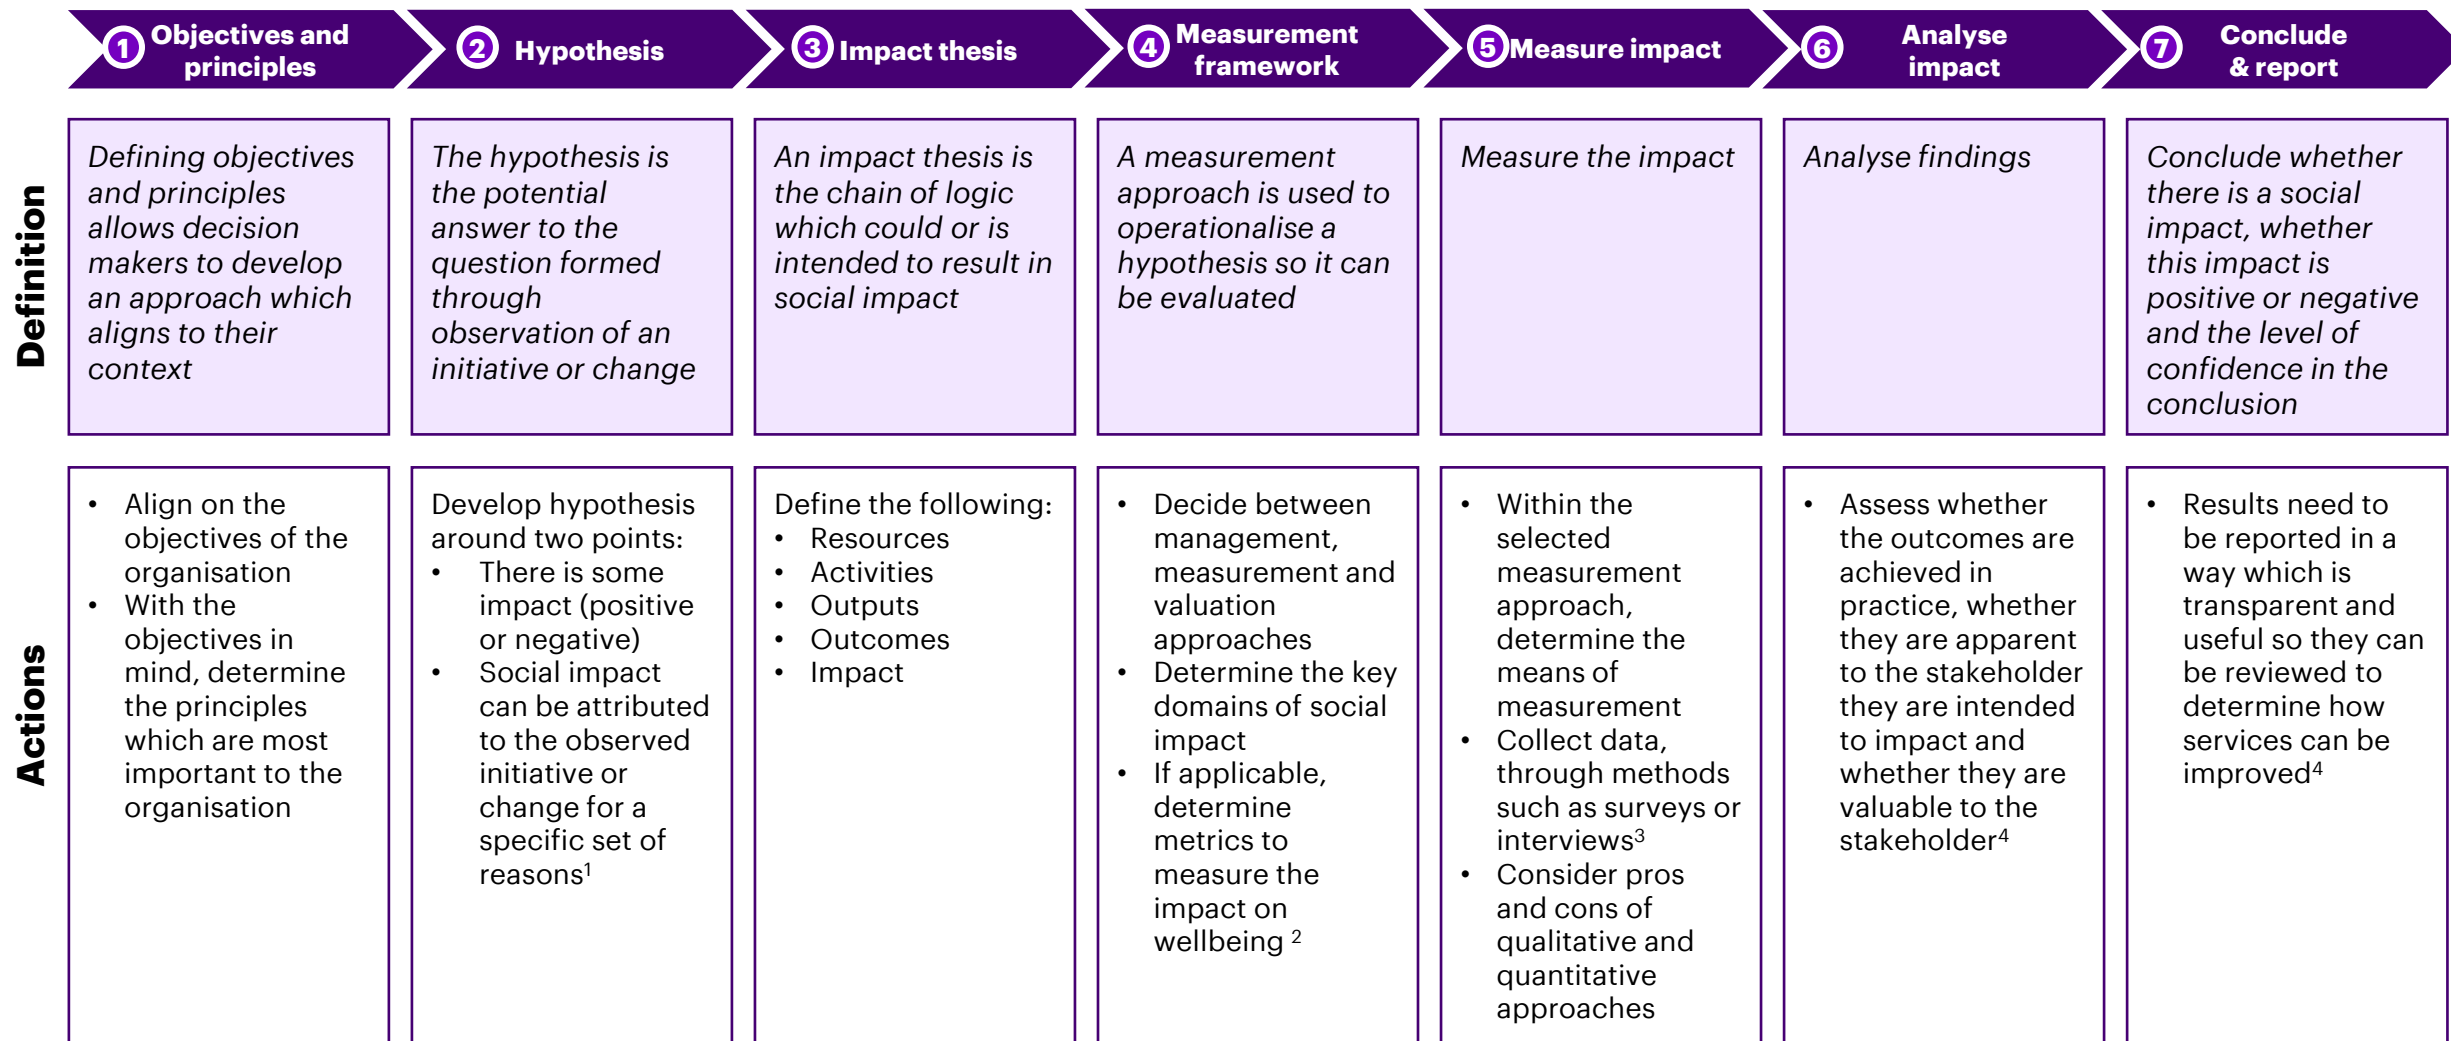 1 Objectives and
principles
2 Hypothesis
3 Impact thesis
4 Measurement
framework
5 Measure impact
6 Analyse
impact
7 Conclude
& report
Definition
Defining objectives
and principles
allows decision
makers to develop
an approach which
aligns to their
context
The hypothesis is
the potential
answer to the
question formed
through
observation of an
initiative or change
An impact thesis is
the chain of logic
which could or is
intended to result in
social impact
A measurement
approach is used to
operationalise a
hypothesis so it can
be evaluated
Measure the impact
Analyse findings
Conclude whether
there is a social
impact, whether
this impact is
positive or negative
and the level of
confidence in the
conclusion
Actions
• Align on the
objectives of the
organisation
• With the
objectives in
mind, determine
the principles
which are most
important to the
organisation
Develop hypothesis
around two points:
• There is some
impact (positive
or negative)
• Social impact
can be attributed
to the observed
initiative or
change for a
specific set of
reasons¹
Define the following:
• Resources
• Activities
• Outputs
• Outcomes
• Impact
• Decide between
management,
measurement and
valuation
approaches
• Determine the key
domains of social
impact
• If applicable,
determine
metrics to
measure the
impact on
wellbeing ²
• Within the
selected
measurement
approach,
determine the
means of
measurement
• Collect data,
through methods
such as surveys or
interviews³
• Consider pros
and cons of
qualitative and
quantitative
approaches
• Assess whether
the outcomes are
achieved in
practice, whether
they are apparent
to the stakeholder
they are intended
to impact and
whether they are
valuable to the
stakeholder⁴
• Results need to
be reported in a
way which is
transparent and
useful so they can
be reviewed to
determine how
services can be
improved⁴